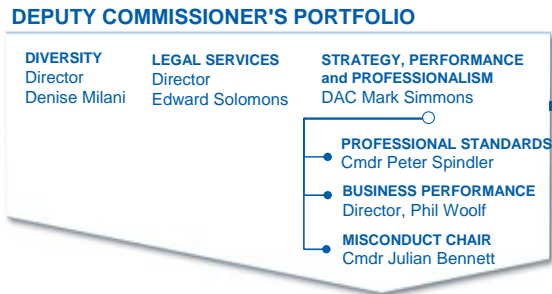 DEPUTY COMMISSIONER'S PORTFOLIO
DIVERSITY
Director
Denise Milani
LEGAL SERVICES
Director
Edward Solomons
STRATEGY, PERFORMANCE
and PROFESSIONALISM
DAC Mark Simmons
PROFESSIONAL STANDARDS
Cmdr Peter Spindler
BUSINESS PERFORMANCE
Director, Phil Woolf
MISCONDUCT CHAIR
Cmdr Julian Bennett